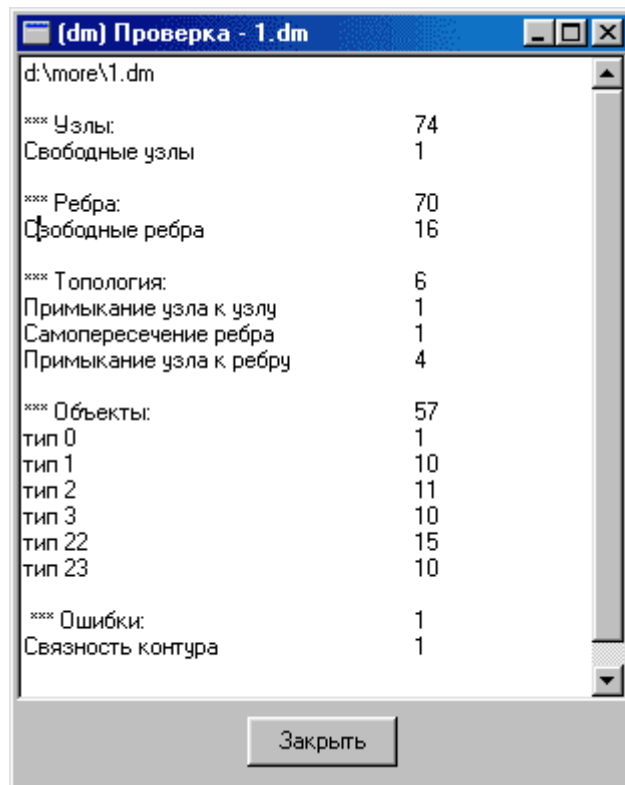 (dm) Проверка - 1.dm
d:\more\1.dm
*** Узлы: 74
Свободные узлы 1
*** Ребра: 70
Свободные ребра 16
*** Топология: 6
Примыкание узла к узлу 1
Самопересечение ребра 1
Примыкание узла к ребру 4
*** Объекты: 57
тип 0 1
тип 1 10
тип 2 11
тип 3 10
тип 22 15
тип 23 10
*** Ошибки: 1
Связность контура 1
Закрыть